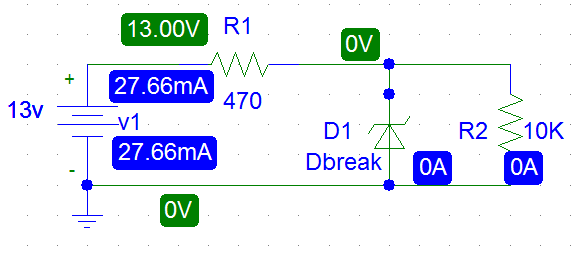 13.00V
R1
0V
+
27.66mA
13v
470
v1
D1
R2
10K
27.66mA
Dbreak
0A
0A
-
0V